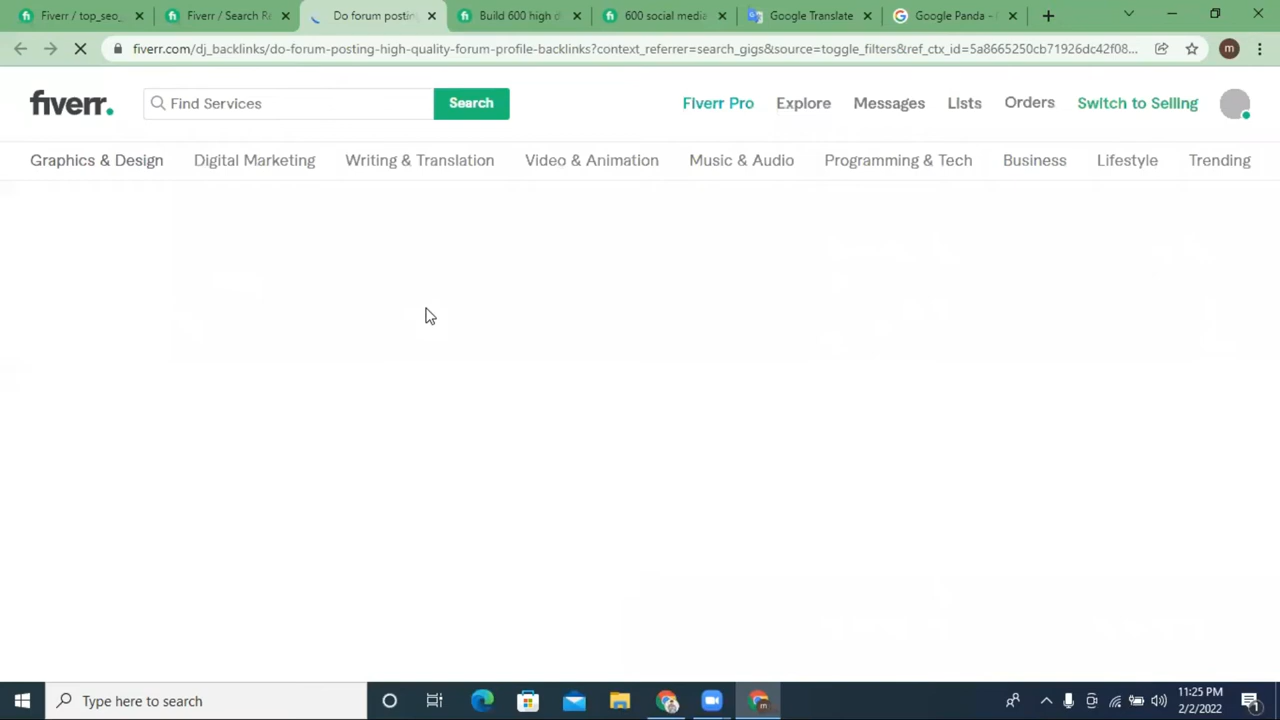 Fiverr / top_seo_
Fiverr / Search Re
Do forum postin
Build 600 high d
600 social media
Google Translate
Google Panda -
fiverr.com/dj_backlinks/do-forum-posting-high-quality-forum-profile-backlinks?context_referrer=search_gigs&source=toggle_filters&ref_ctx_id=5a8665250cb71926dc42f08...
m
fiverr.
Find Services
Search
Fiverr Pro
Explore
Messages
Lists
Orders
Switch to Selling
Graphics & Design
Digital Marketing
Writing & Translation
Video & Animation
Music & Audio
Programming & Tech
Business
Lifestyle
Trending
Type here to search
m
11:25 PM
2/2/2022
1